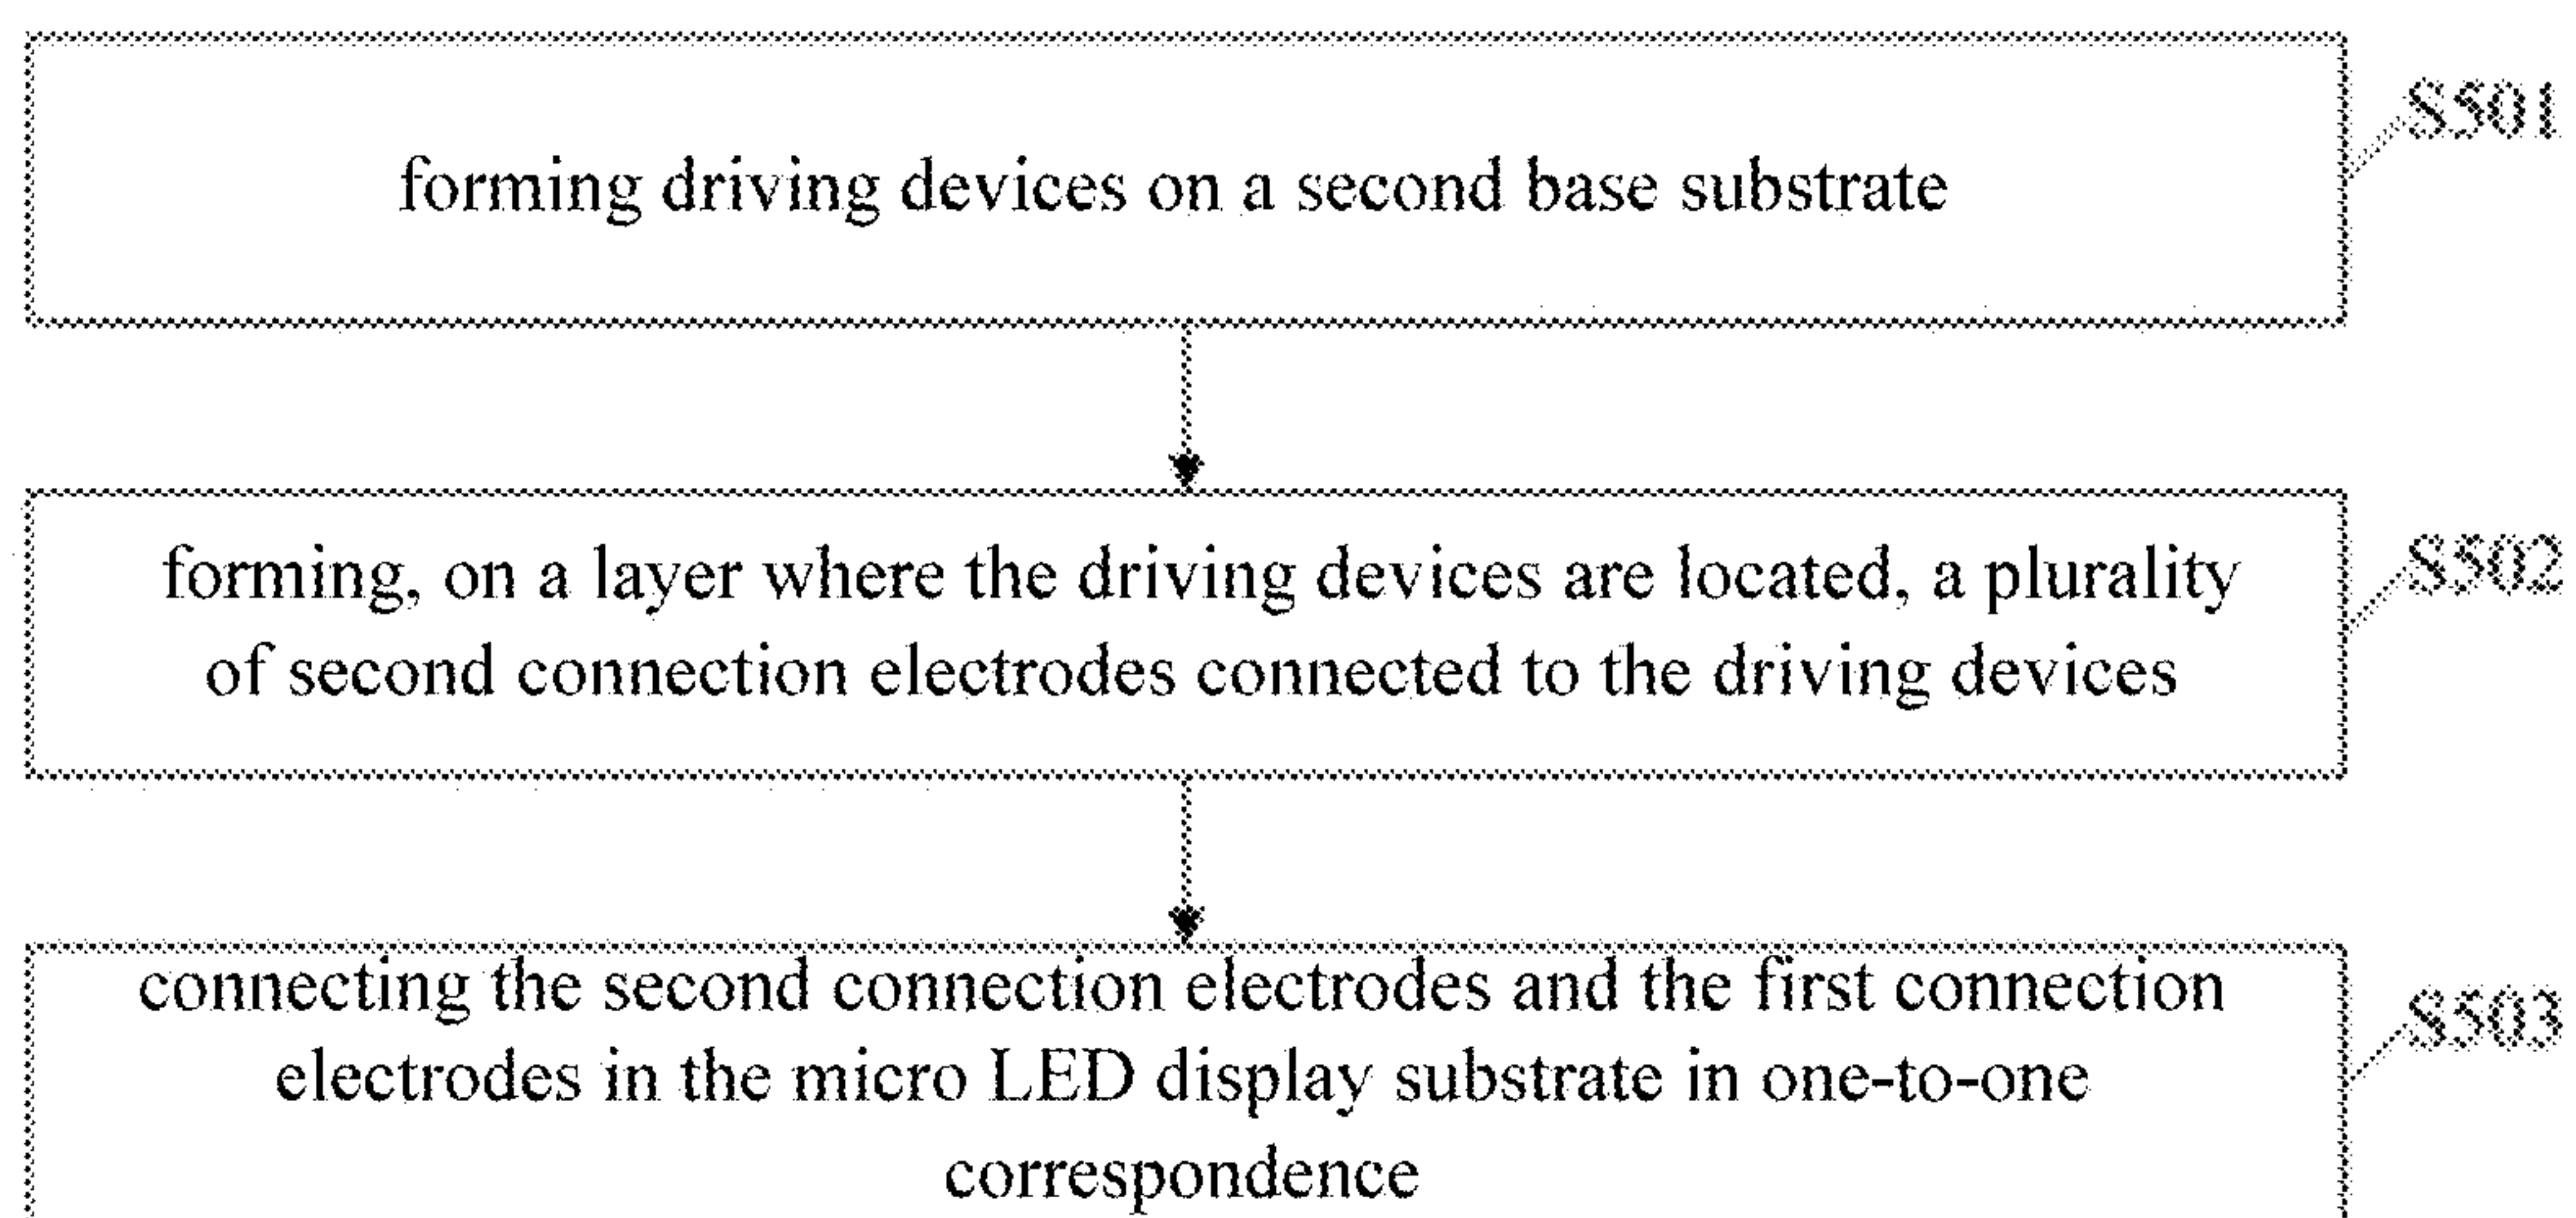 forming driving devices on a second base substrate
S501
forming, on a layer where the driving devices are located, a plurality
of second connection electrodes connected to the driving devices
S502
connecting the second connection electrodes and the first connection
electrodes in the micro LED display substrate in one-to-one
correspondence
S503